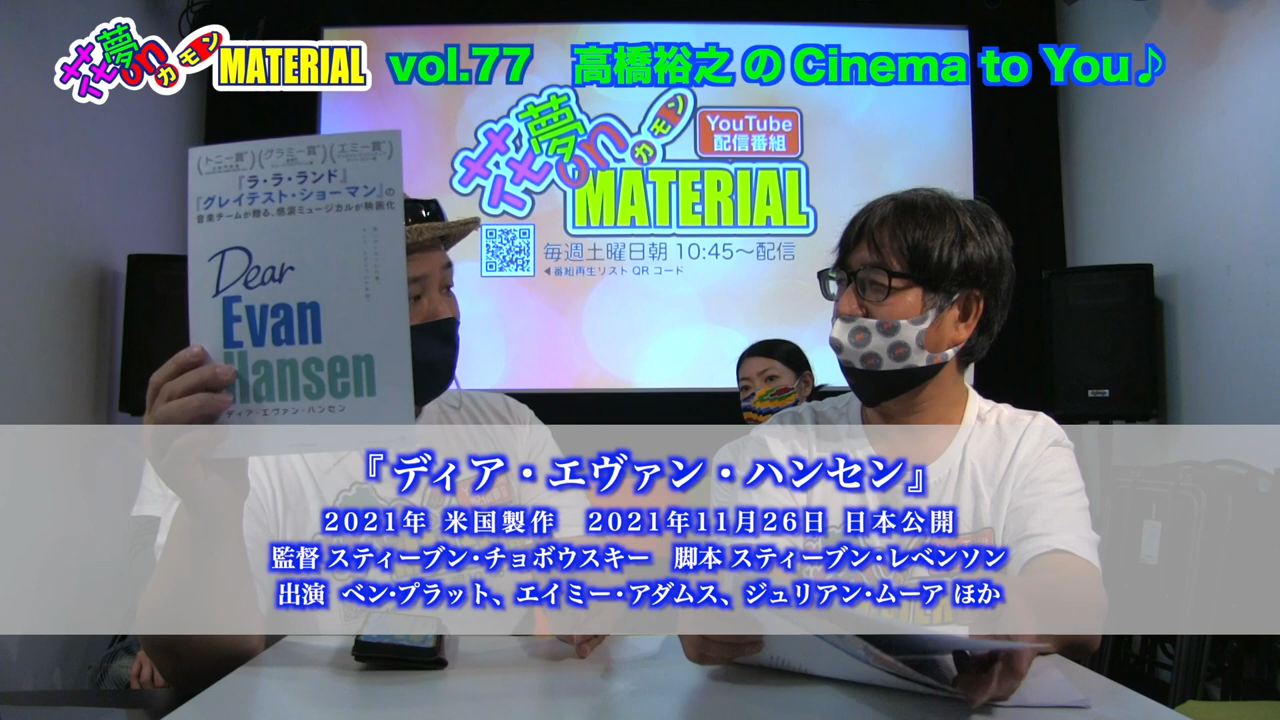 花夢onカモン MATERIAL vol.77 高橋裕之のCinema to You♪
花夢onカモン
MATERIAL
YouTube
配信番組
毎週土曜日朝 10:45〜配信
◀番組再生リスト QR コード
トニー賞 グラミー賞 エミー賞
『ラ・ラ・ランド』
『グレイテスト・ショーマン』の
音楽チームが贈る、感涙ミュージカルが映画化
Dear
Evan
Hansen
ディア・エヴァン・ハンセン
『ディア・エヴァン・ハンセン』
2021年 米国製作 2021年11月26日 日本公開
監督 スティーブン・チョボウスキー 脚本 スティーブン・レベンソン
出演 ベン・プラット、エイミー・アダムス、ジュリアン・ムーア ほか